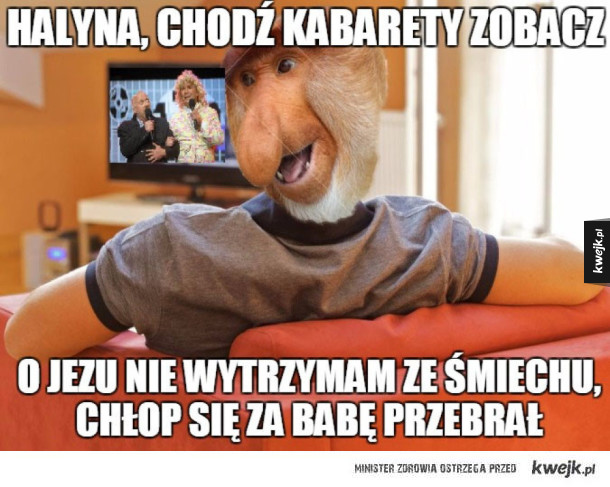 HALYNA, CHODŹ KABARETY ZOBACZ
kwejk.pl
O JEZU NIE WYTRZYMAM ZE ŚMIECHU,
CHŁOP SIĘ ZA BABĘ PRZEBRAŁ
MINISTER ZDROWIA OSTRZEGA PRZED kwejk.pl